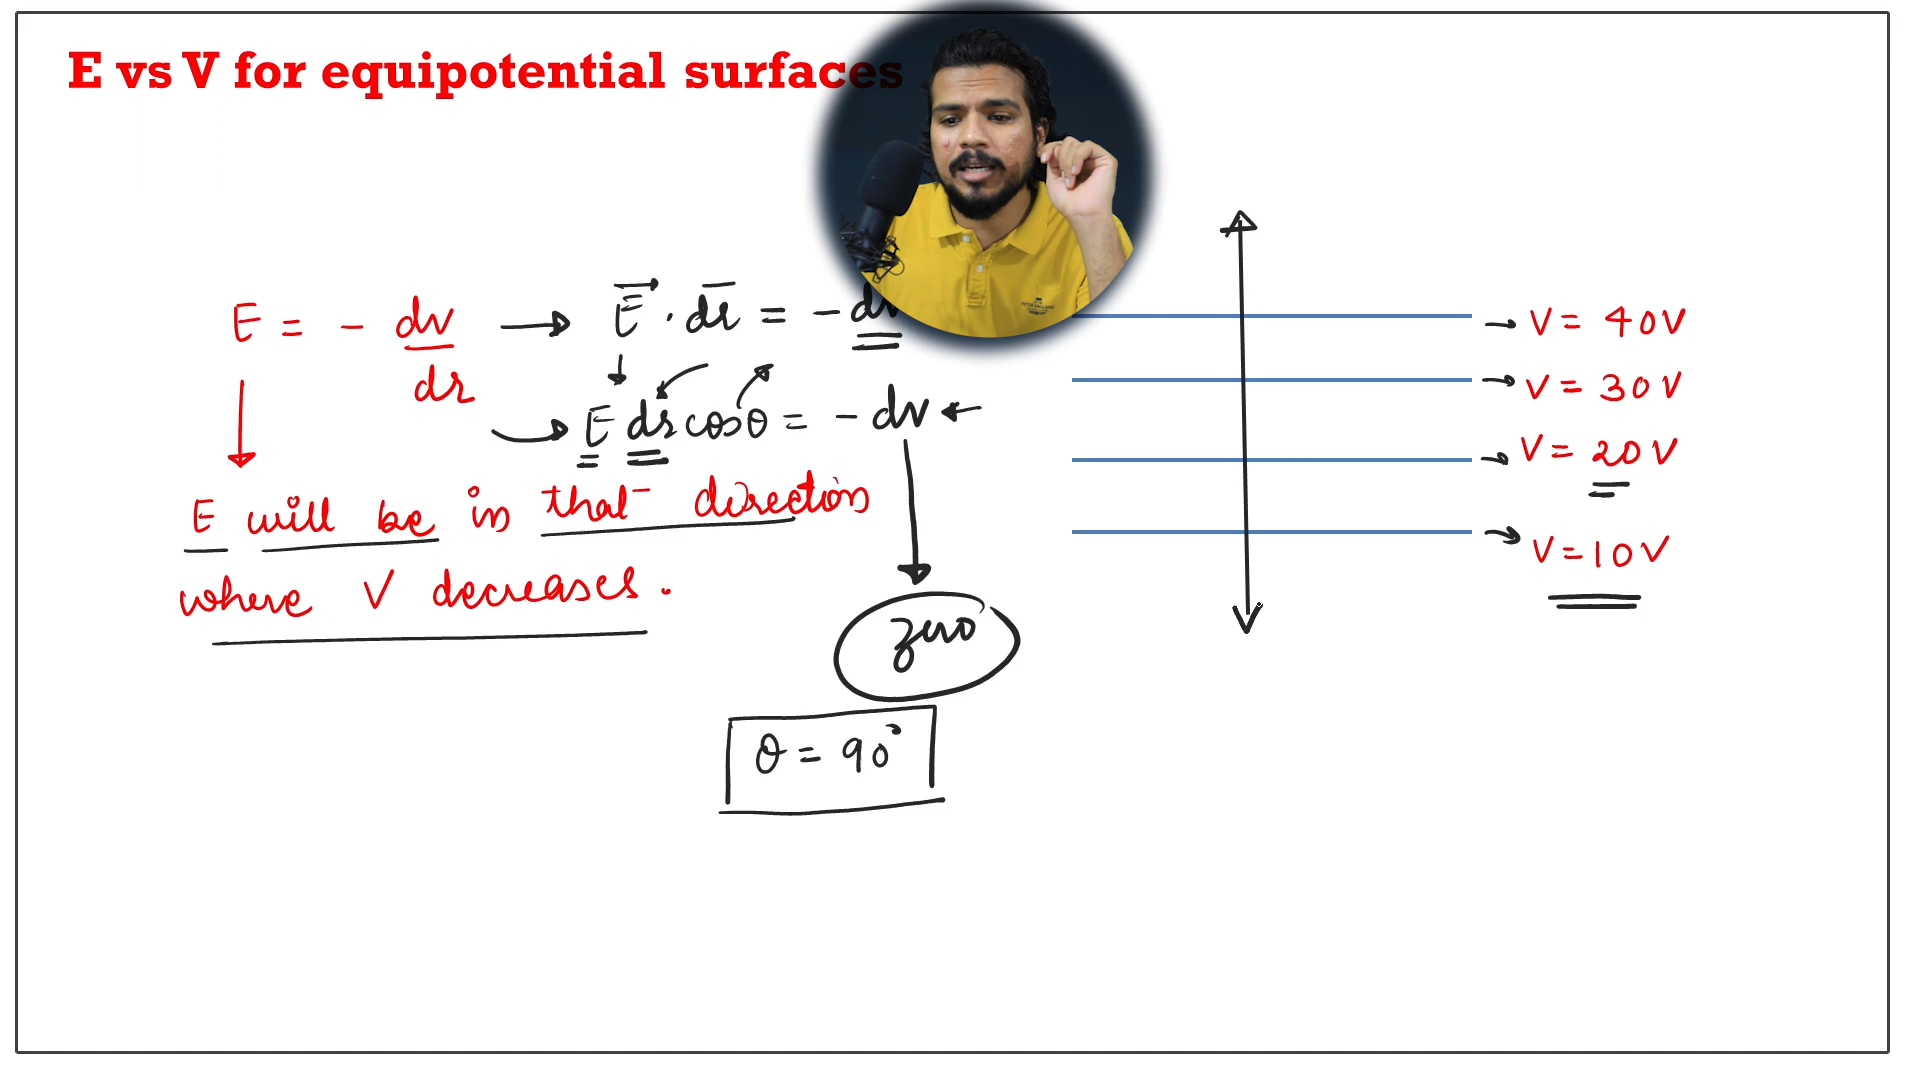 E vs V for equipotential surfaces
E = - dv/dr → E · dr = - dv
E dr cos θ = - dv
E will be in that direction
where V decreases.
zero
θ = 90°
V = 40V
V = 30V
V = 20V
V = 10V